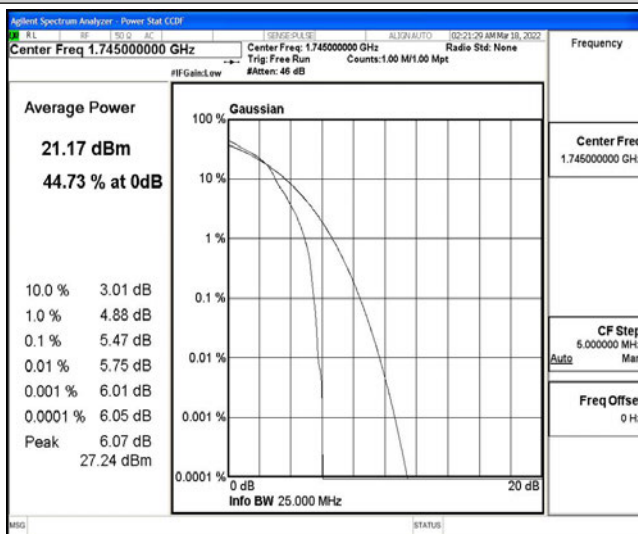 Agilent Spectrum Analyzer - Power Stat CCDF
RL RF 50 Ω AC SENSE:PULSE ALIGN AUTO 02:21:29 AM Mar 18, 2022
Center Freq 1.745000000 GHz
Center Freq: 1.745000000 GHz Radio Std: None
Trig: Free Run Counts:1.00 M/1.00 Mpt
#IFGain:Low #Atten: 46 dB
Frequency
Average Power
21.17 dBm
44.73 % at 0dB
10.0 % 3.01 dB
1.0 % 4.88 dB
0.1 % 5.47 dB
0.01 % 5.75 dB
0.001 % 6.01 dB
0.0001 % 6.05 dB
Peak 6.07 dB
27.24 dBm
Gaussian
100 %
10 %
1 %
0.1 %
0.01 %
0.001 %
0.0001 %
0 dB 20 dB
Info BW 25.000 MHz
Center Freq
1.745000000 GHz
CF Step
5.000000 MHz
Auto Man
Freq Offse
0 Hz
MSG STATUS